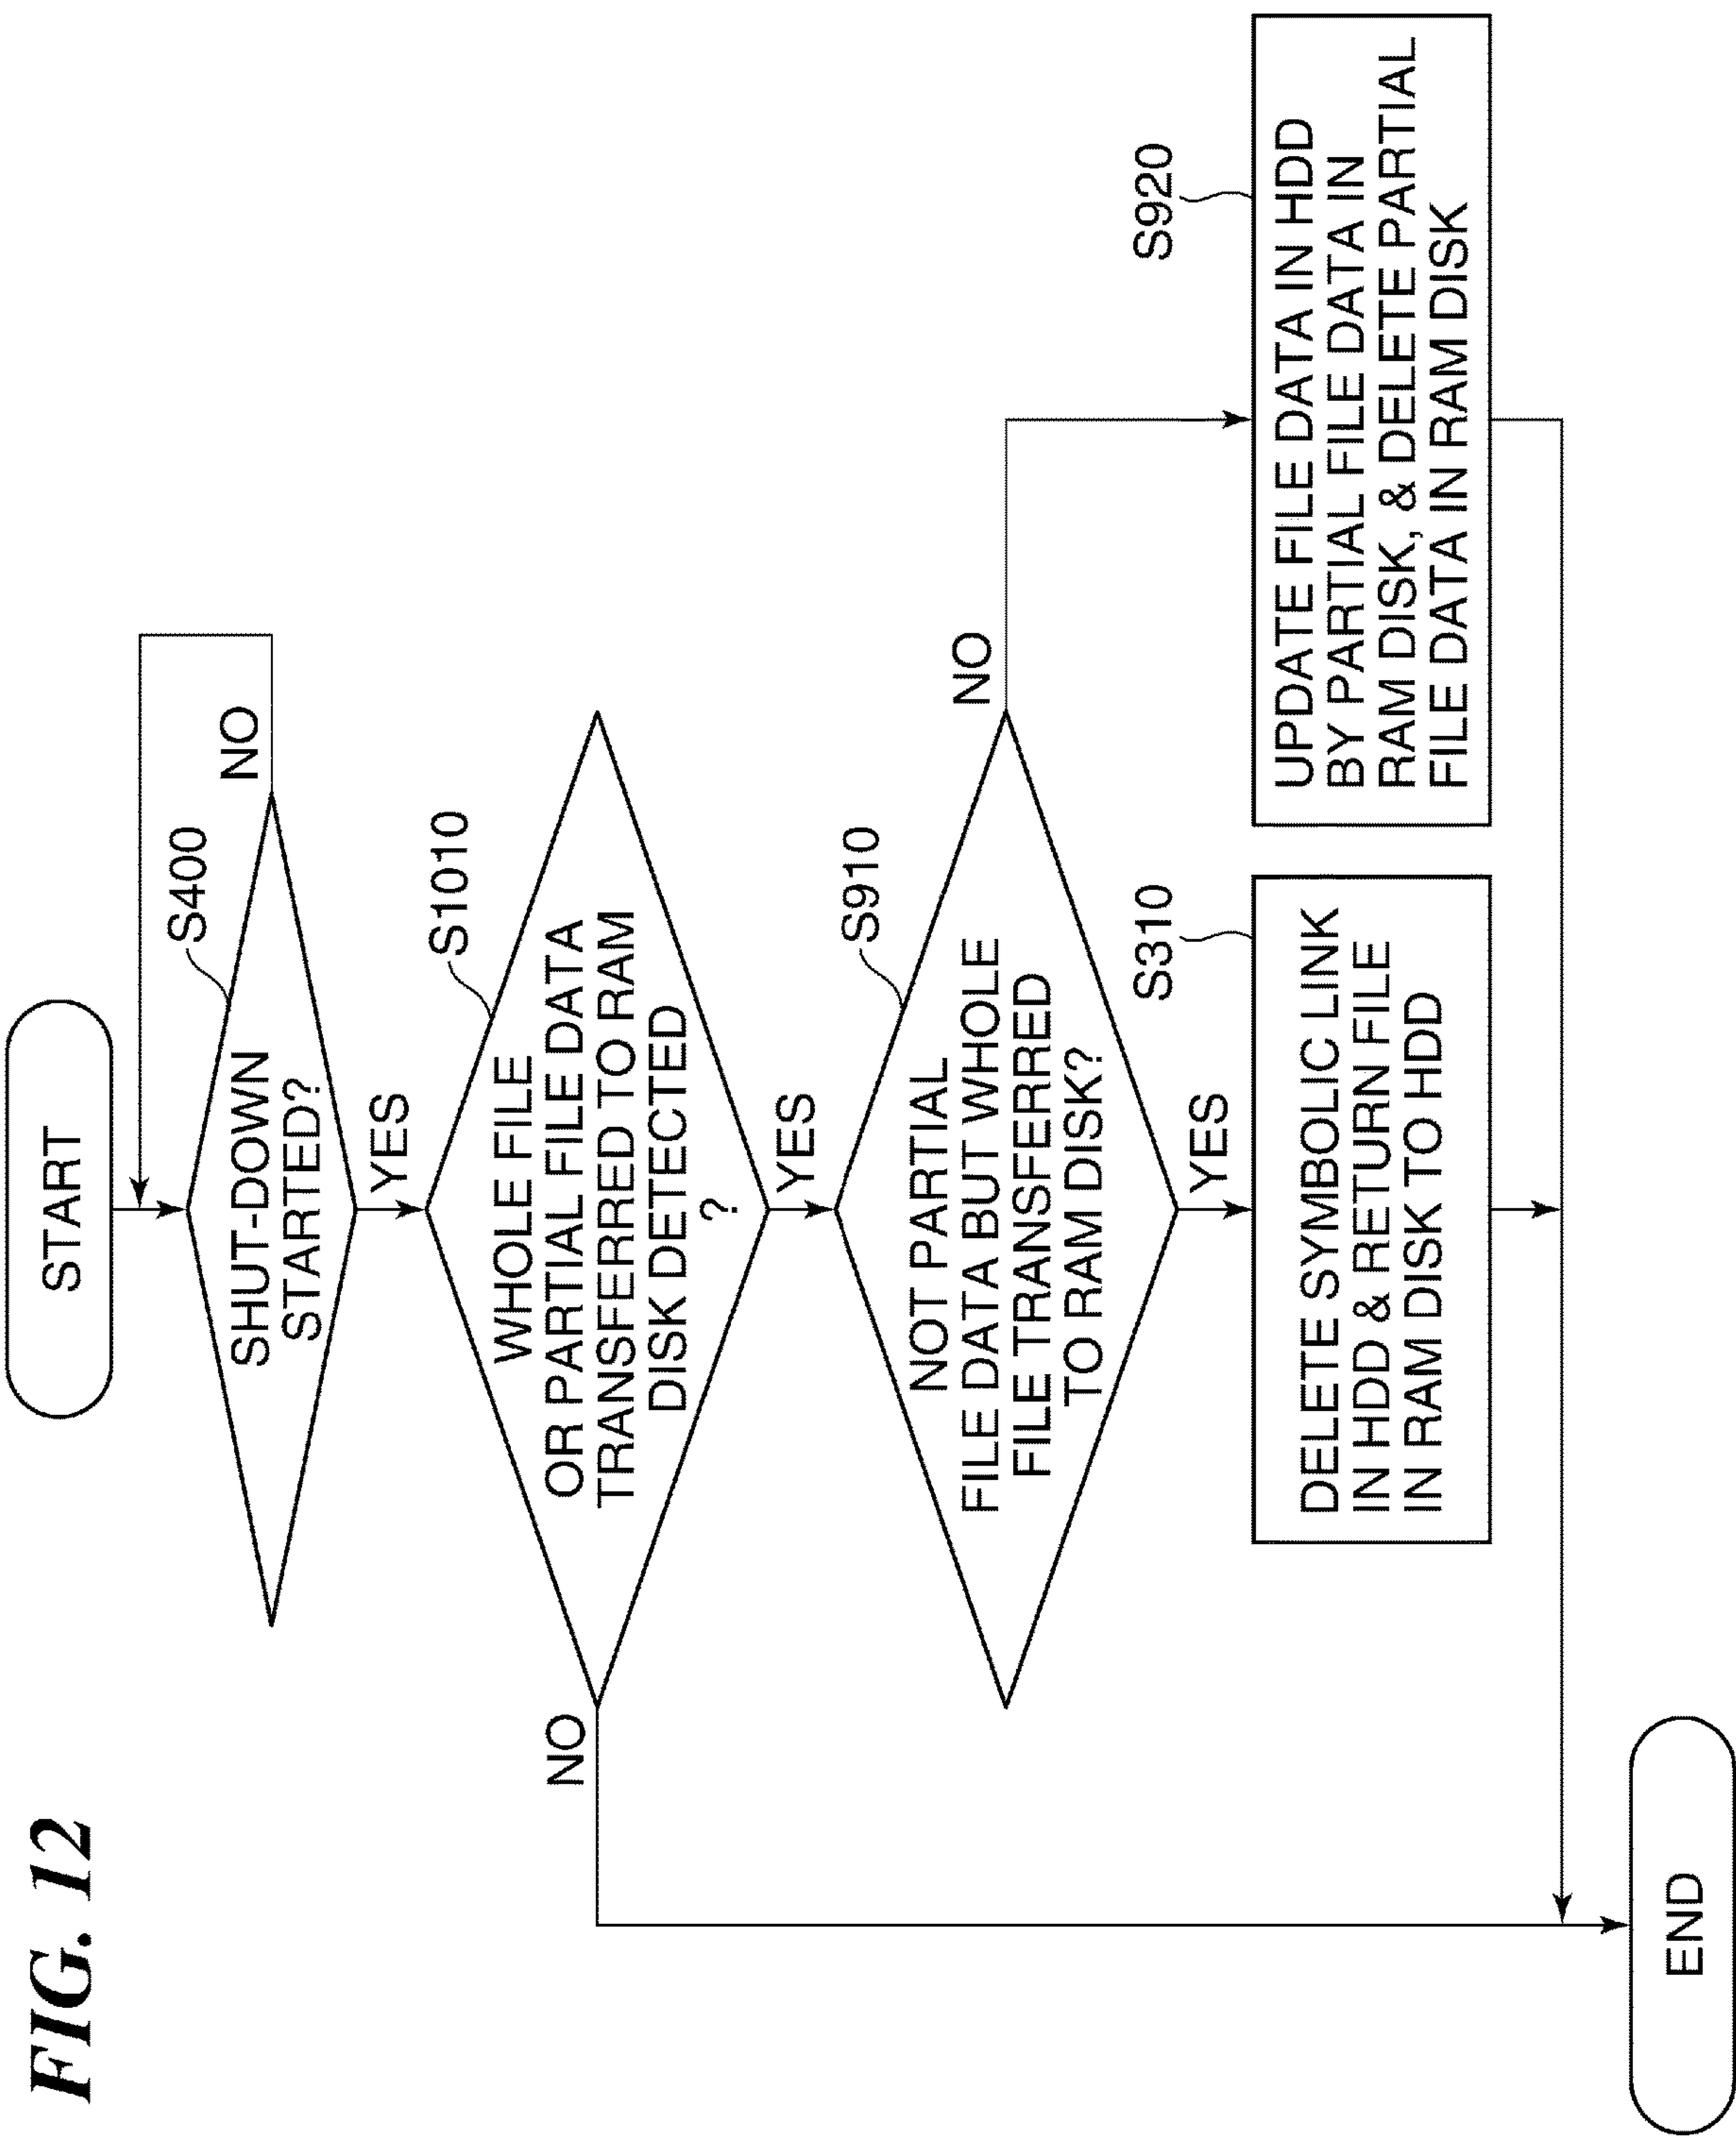 FIG. 12
START
S400
SHUT-DOWN
STARTED?
NO
YES
S1010
WHOLE FILE
OR PARTIAL FILE DATA
TRANSFERRED TO RAM
DISK DETECTED
?
NO
YES
S910
NOT PARTIAL
FILE DATA BUT WHOLE
FILE TRANSFERRED
TO RAM DISK?
NO
YES
S310
DELETE SYMBOLIC LINK
IN HDD & RETURN FILE
IN RAM DISK TO HDD
S920
UPDATE FILE DATA IN HDD
BY PARTIAL FILE DATA IN
RAM DISK, & DELETE PARTIAL
FILE DATA IN RAM DISK
END